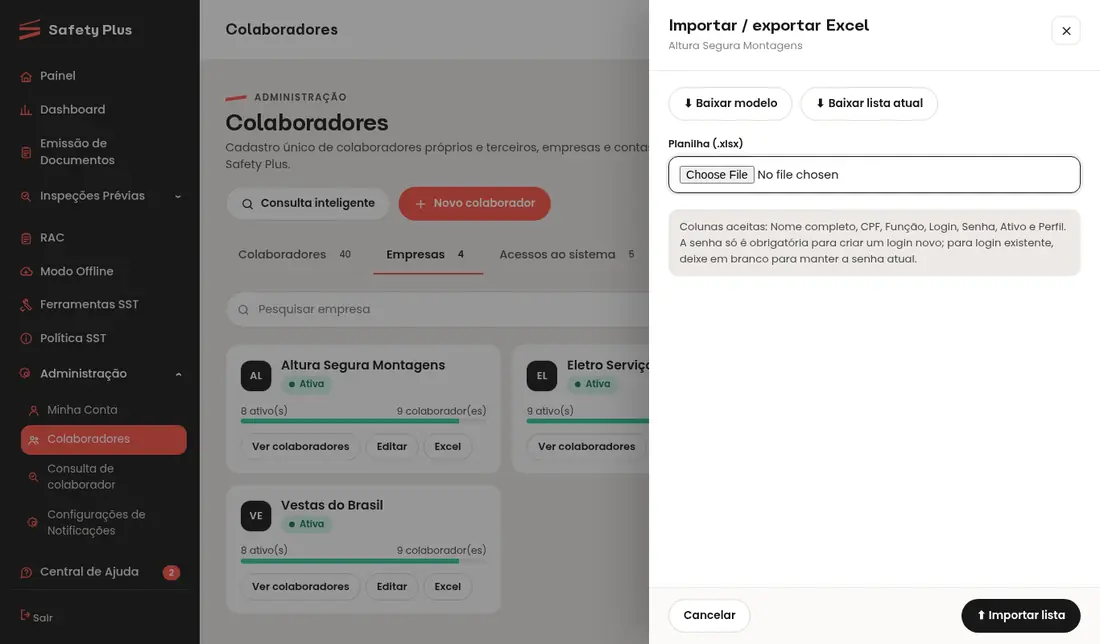 Safety Plus
Painel
Dashboard
Emissão de
Documentos
Inspeções Prévias
RAC
Modo Offline
Ferramentas SST
Política SST
Administração
Minha Conta
Colaboradores
Consulta de
colaborador
Configurações de
Notificações
Central de Ajuda 2
Sair
Colaboradores
ADMINISTRAÇÃO
Colaboradores
Cadastro único de colaboradores próprios e terceiros, empresas e
Safety Plus.
Consulta inteligente
+ Novo colaborador
Colaboradores 40
Empresas 4
Acessos ao sistema 5
Pesquisar empresa
AL
Altura Segura Montagens
Ativa
8 ativo(s) 9 colaborador(es)
Ver colaboradores Editar Excel
EL
Eletro
Ativa
9 ativo(s)
Ver colaboradores
VE
Vestas do Brasil
Ativa
8 ativo(s) 9 colaborador(es)
Ver colaboradores Editar Excel
Importar / exportar Excel
Altura Segura Montagens
⬇ Baixar modelo
⬇ Baixar lista atual
Planilha (.xlsx)
Choose File No file chosen
Colunas aceitas: Nome completo, CPF, Função, Login, Senha, Ativo e Perfil.
A senha só é obrigatória para criar um login novo; para login existente,
deixe em branco para manter a senha atual.
Cancelar
⬆ Importar lista